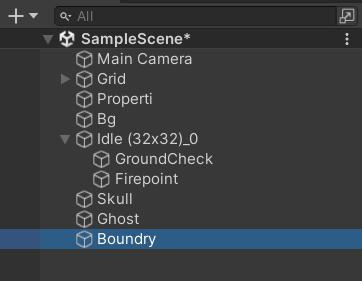 All
SampleScene*
Main Camera
Grid
Properti
Bg
Idle (32x32)_0
GroundCheck
Firepoint
Skull
Ghost
Boundry